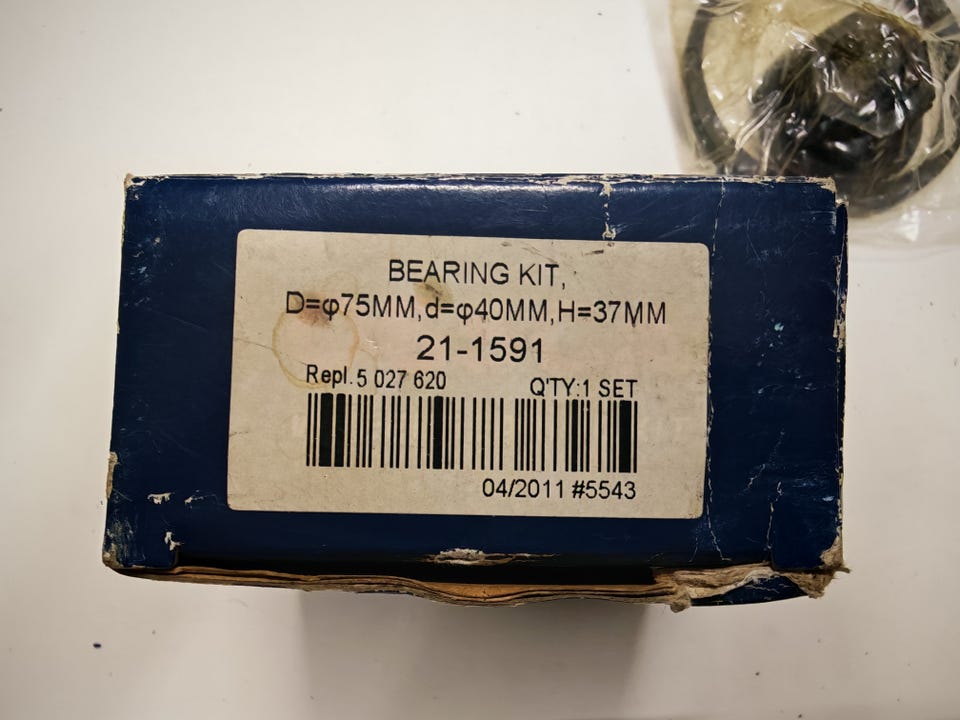 BEARING KIT,
D=φ75MM,d=φ40MM,H=37MM
21-1591
Repl.5 027 620 Q'TY:1 SET
04/2011 #5543